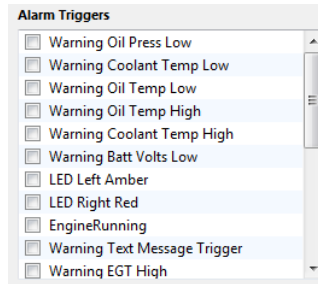 Alarm Triggers
Warning Oil Press Low
Warning Coolant Temp Low
Warning Oil Temp Low
Warning Oil Temp High
Warning Coolant Temp High
Warning Batt Volts Low
LED Left Amber
LED Right Red
EngineRunning
Warning Text Message Trigger
Warning EGT High